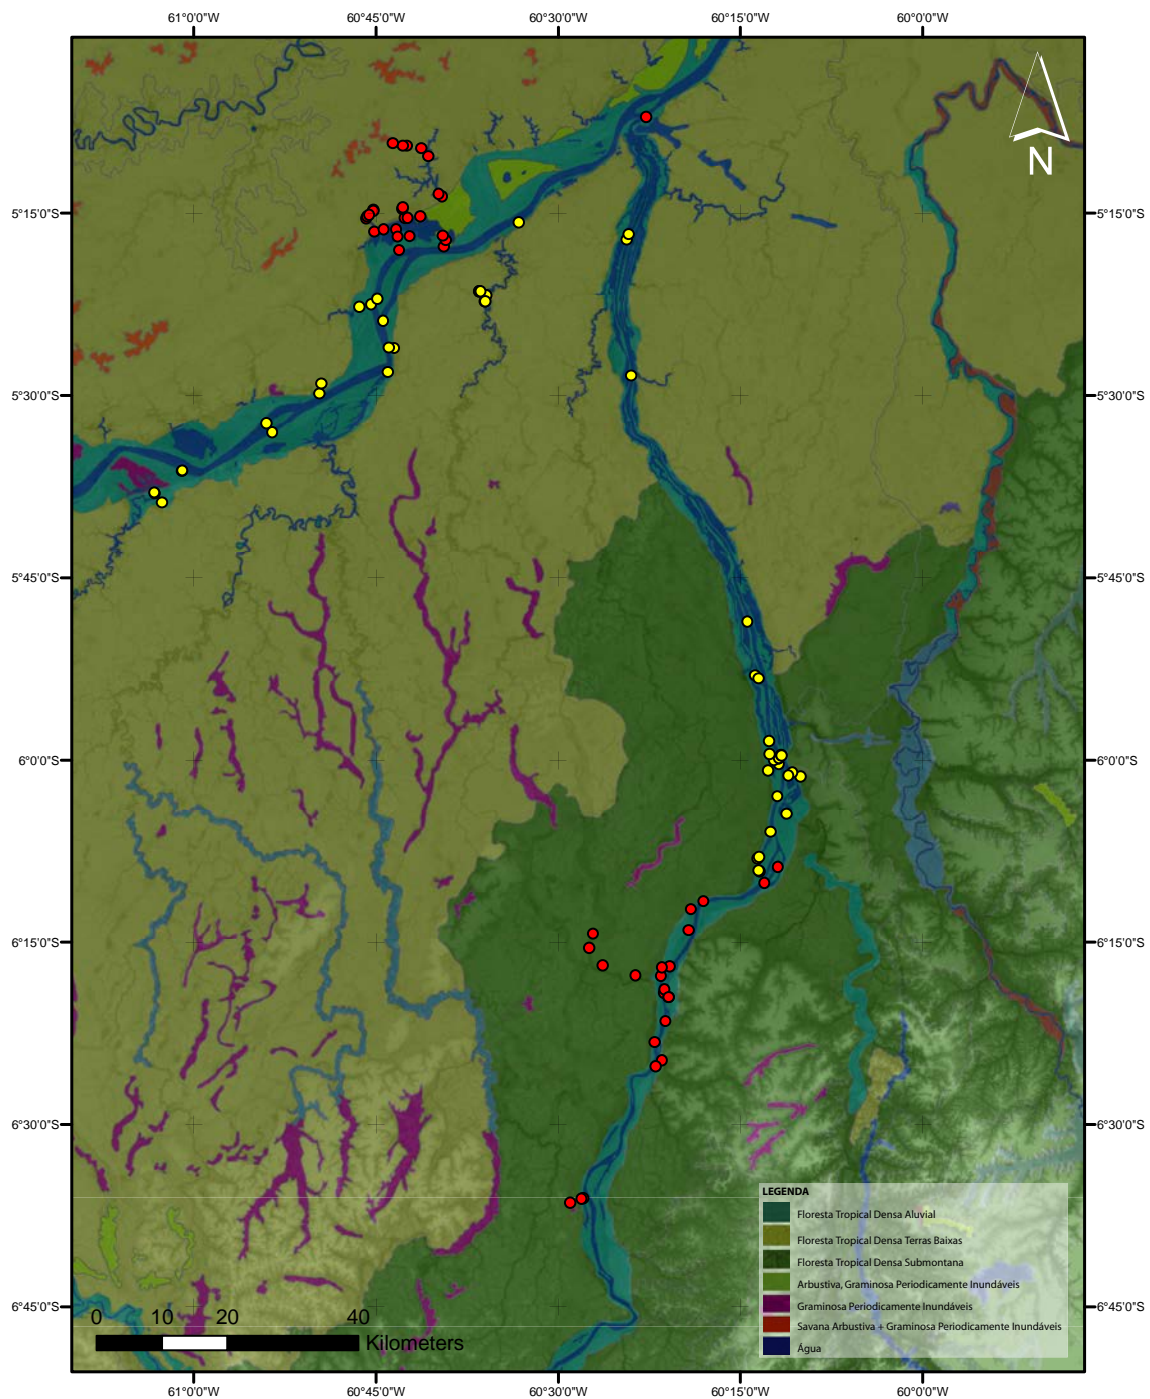 61°0'0"W 60°45'0"W 60°30'0"W 60°15'0"W 60°0'0"W
N
5°15'0"S 5°15'0"S
5°30'0"S 5°30'0"S
5°45'0"S 5°45'0"S
6°0'0"S 6°0'0"S
6°15'0"S 6°15'0"S
6°30'0"S 6°30'0"S
LEGENDA
Floresta Tropical Densa Aluvial
Floresta Tropical Densa Terras Baixas
Floresta Tropical Densa Submontana
Arbustiva, Graminosa Periodicamente Inundáveis
Graminosa Periodicamente Inundáveis
Savana Arbustiva + Graminosa Periodicamente Inundáveis
Água
6°45'0"S 6°45'0"S
0 10 20 40
Kilometers
61°0'0"W 60°45'0"W 60°30'0"W 60°15'0"W 60°0'0"W